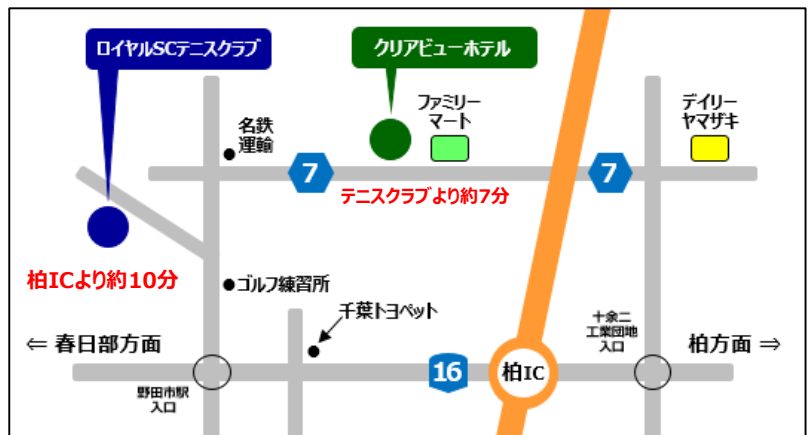 ロイヤルSCテニスクラブ
クリアビューホテル
ファミリー
マート
デイリー
ヤマザキ
名鉄
運輸
7
7
テニスクラブより約7分
柏ICより約10分
ゴルフ練習所
千葉トヨペット
十余二
工業団地
入口
⇐ 春日部方面
柏方面 ⇒
16
柏IC
野田市駅
入口